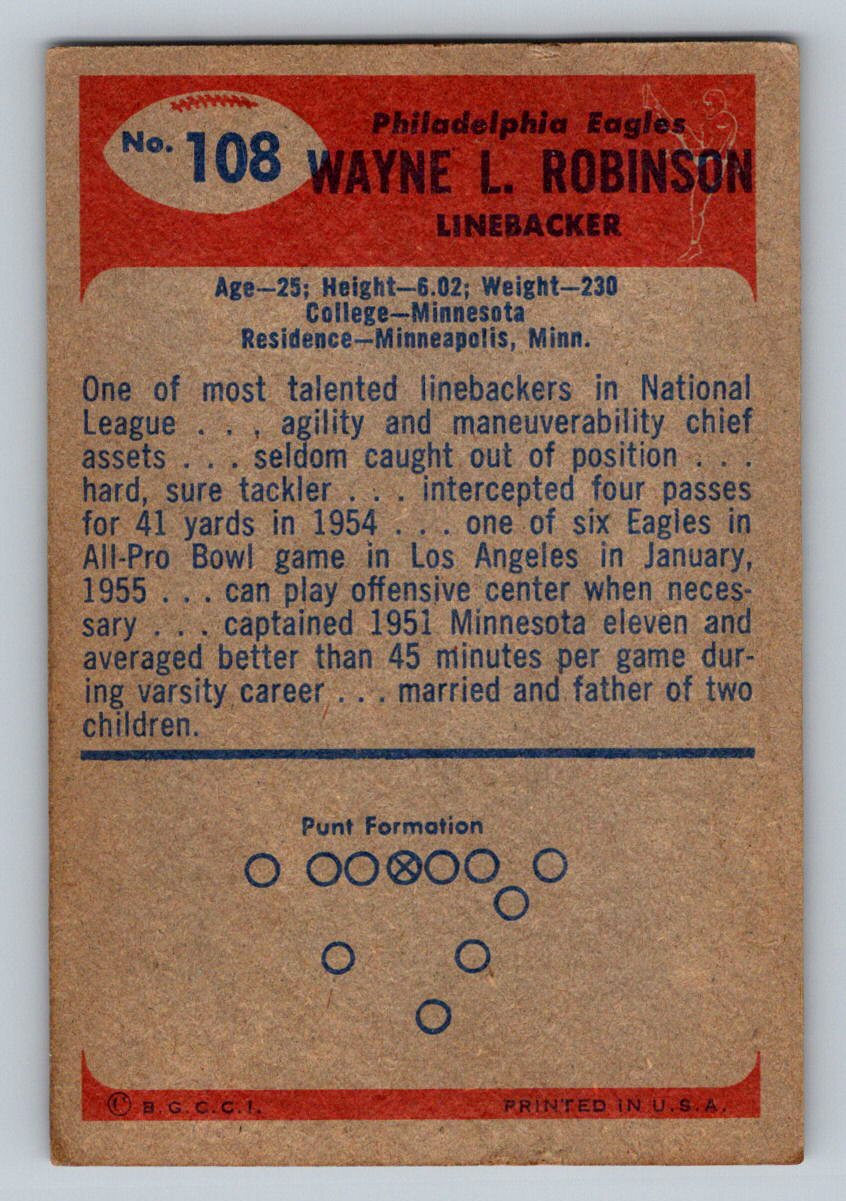 No. 108
Philadelphia Eagles
WAYNE L. ROBINSON
LINEBACKER
Age—25; Height—6.02; Weight—230
College—Minnesota
Residence—Minneapolis, Minn.
One of most talented linebackers in National
League . . , agility and maneuverability chief
assets . . . seldom caught out of position . . .
hard, sure tackler . . . intercepted four passes
for 41 yards in 1954 . . . one of six Eagles in
All-Pro Bowl game in Los Angeles in January,
1955 . . . can play offensive center when neces-
sary . . . captained 1951 Minnesota eleven and
averaged better than 45 minutes per game dur-
ing varsity career . . . married and father of two
children.
Punt Formation
© B. G. C. C. I.
PRINTED IN U.S.A.